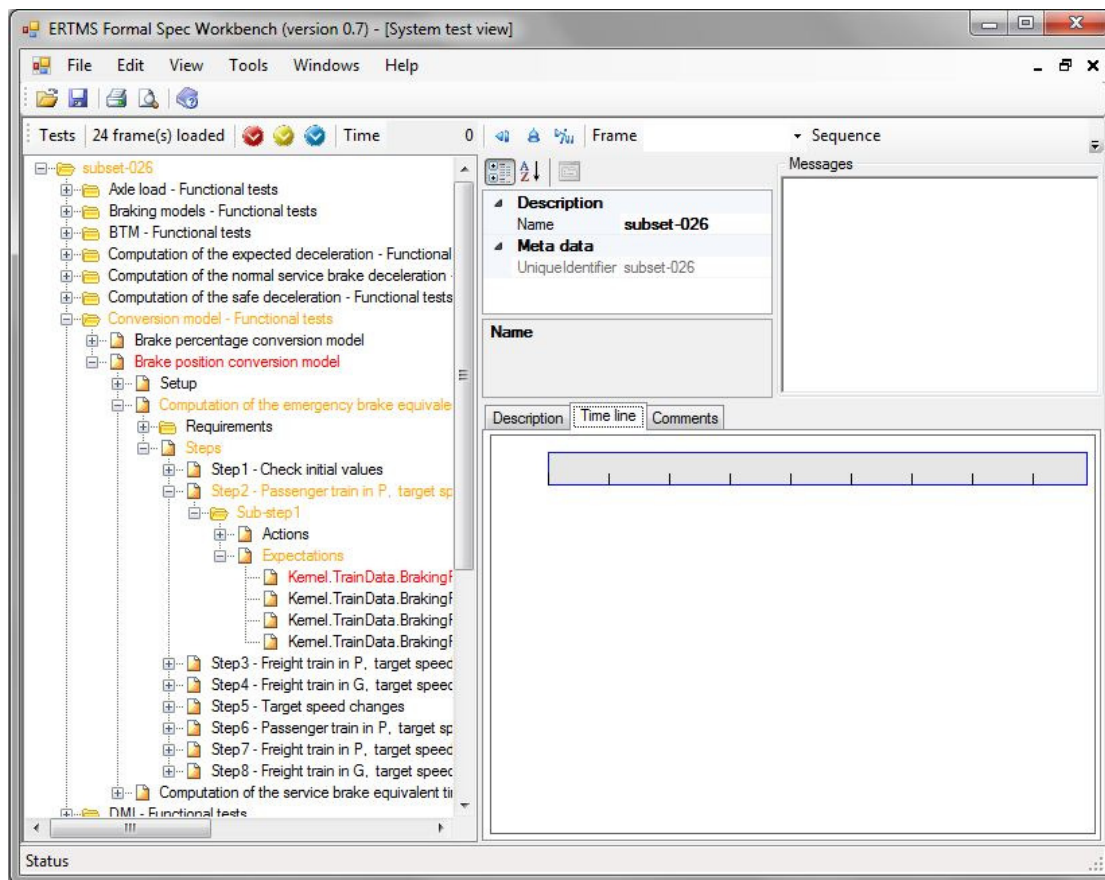 ERTMS Formal Spec Workbench (version 0.7) - [System test view]
File Edit View Tools Windows Help
Tests 24 frame(s) loaded Time 0 Frame Sequence
subset-026
Axle load - Functional tests
Braking models - Functional tests
BTM - Functional tests
Computation of the expected deceleration - Functional
Computation of the normal service brake deceleration -
Computation of the safe deceleration - Functional tests
Conversion model - Functional tests
Brake percentage conversion model
Brake position conversion model
Setup
Computation of the emergency brake equivale
Requirements
Steps
Step1 - Check initial values
Step2 - Passenger train in P, target sp
Sub-step1
Actions
Expectations
Kernel.TrainData.BrakingF
Kernel.TrainData.BrakingF
Kernel.TrainData.BrakingF
Kernel.TrainData.BrakingF
Step3 - Freight train in P, target speed
Step4 - Freight train in G, target speed
Step5 - Target speed changes
Step6 - Passenger train in P, target sp
Step7 - Freight train in P, target speed
Step8 - Freight train in G, target speed
Computation of the service brake equivalent ti
DMI - Functional tests
Description
Name subset-026
Meta data
UniqueIdentifier subset-026
Name
Messages
Description Time line Comments
Status